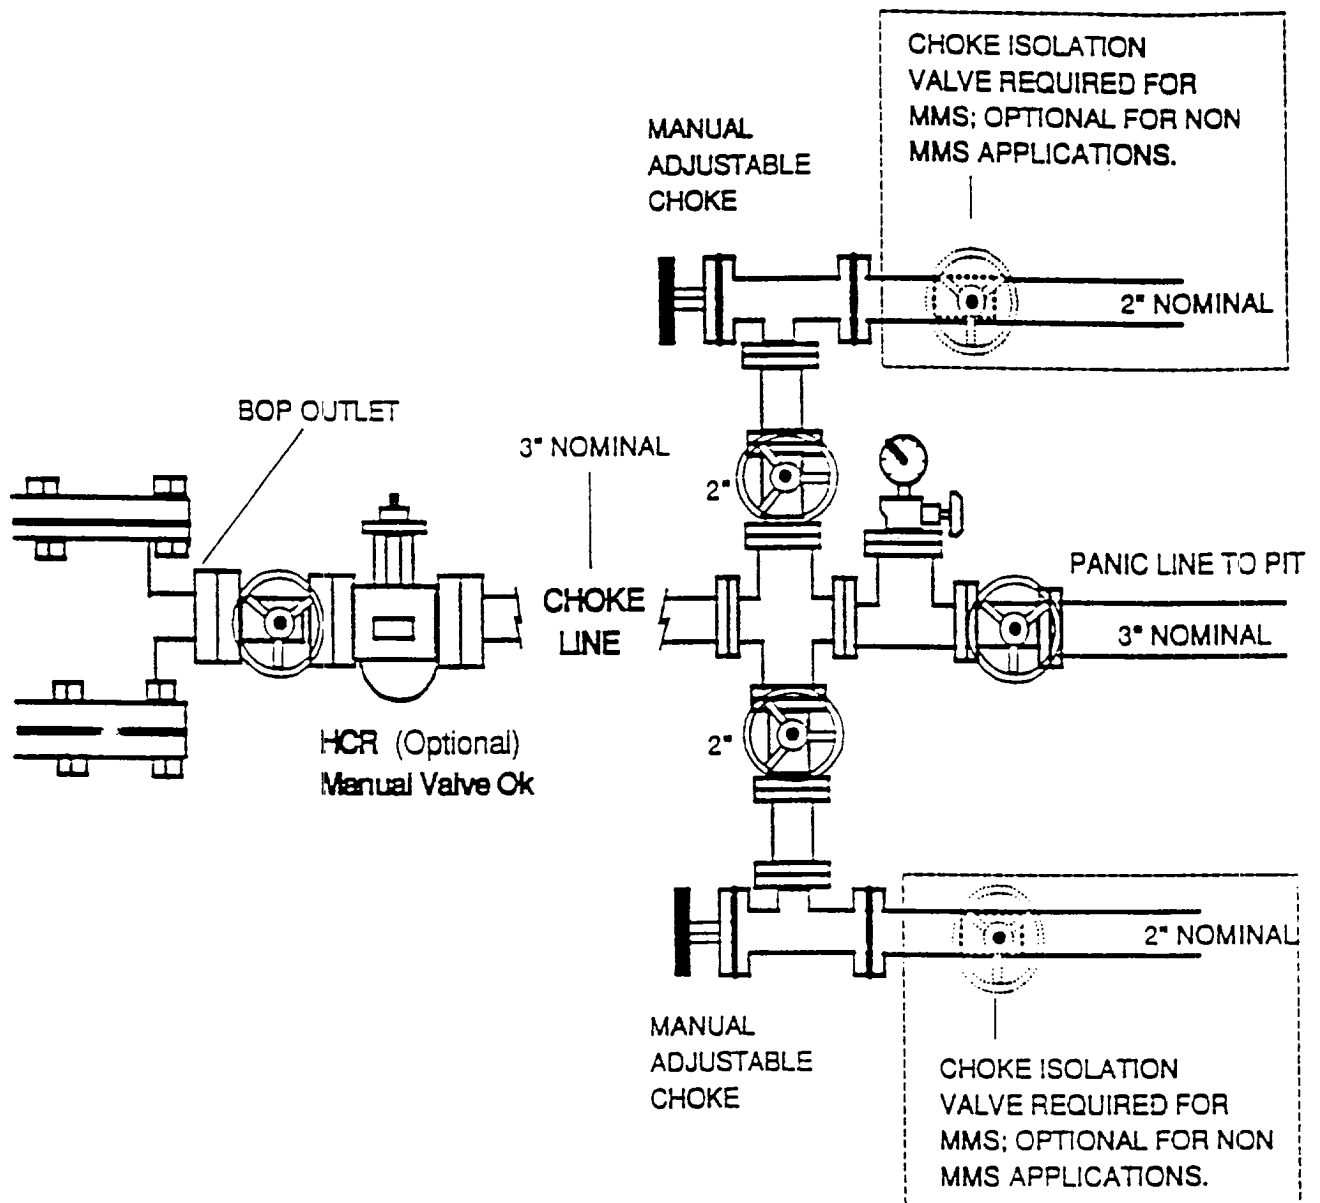 CHOKE ISOLATION
VALVE REQUIRED FOR
MMS; OPTIONAL FOR NON
MMS APPLICATIONS.
MANUAL
ADJUSTABLE
CHOKE
2" NOMINAL
BOP OUTLET
3" NOMINAL
2"
PANIC LINE TO PIT
CHOKE
LINE
3" NOMINAL
HCR (Optional)
Manual Valve Ok
2"
2" NOMINAL
MANUAL
ADJUSTABLE
CHOKE
CHOKE ISOLATION
VALVE REQUIRED FOR
MMS; OPTIONAL FOR NON
MMS APPLICATIONS.